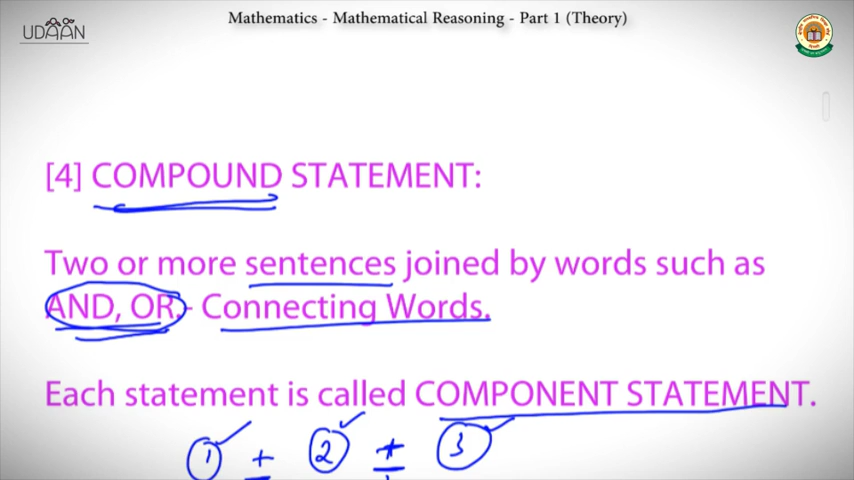 Mathematics - Mathematical Reasoning - Part 1 (Theory)
UDAAN
[4] COMPOUND STATEMENT:
Two or more sentences joined by words such as
AND, OR.- Connecting Words.
Each statement is called COMPONENT STATEMENT.
1 + 2 + 3